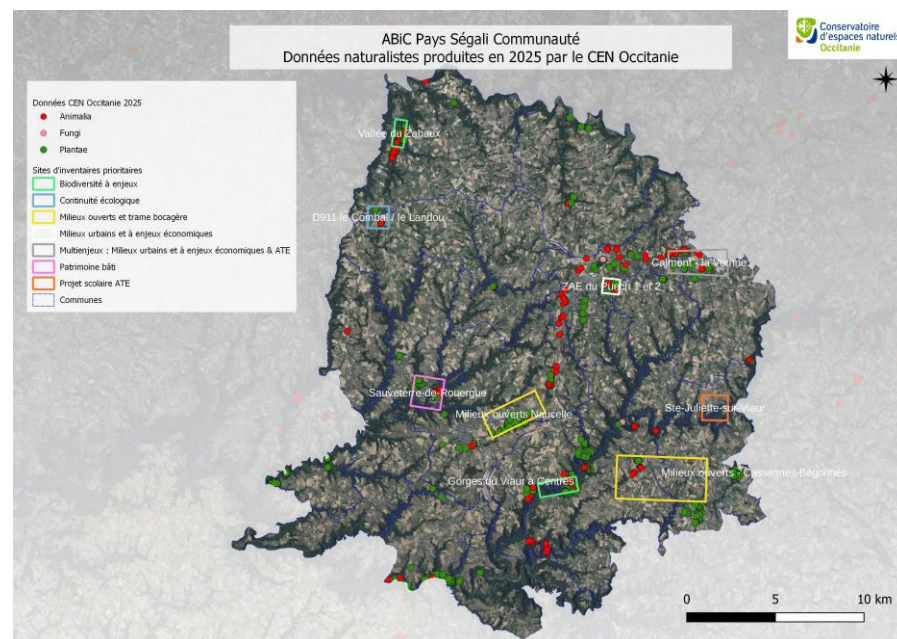 ABiC Pays Ségali Communauté
Données naturalistes produites en 2025 par le CEN Occitanie
Conservatoire
d'espaces naturels
Occitanie
Données CEN Occitanie 2025
Animalia
Fungi
Plantae
Sites d'inventaires prioritaires
Biodiversité à enjeux
Continuité écologique
Milieux ouverts et trame bocagère
Milieux urbains et à enjeux économiques
Multienjeux : Milieux urbains et à enjeux économiques & ATE
Patrimoine bâti
Projet scolaire ATE
Communes
Vallée du Zahaux
D911 le Combal / le Landou
Calmont - la Vernhe
ZAE du Puech 1 et 2
Sauveterre-de-Rouergue
Milieux ouverts Naucelle
Ste-Juliette-sur-Viaur
Milieux ouverts - Cassagnes-Bégonhès
Gorges du Viaur à Centrès
0 5 10 km